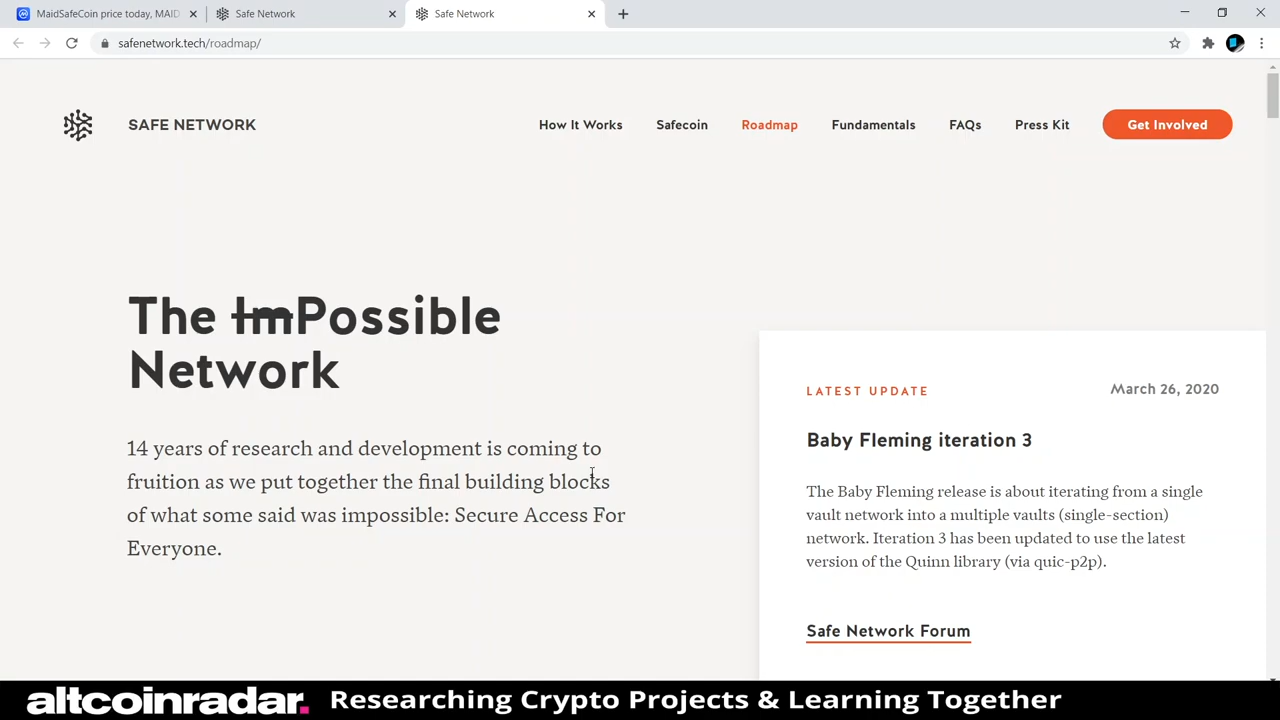 MaidSafeCoin price today, MAID
Safe Network
Safe Network
safenetwork.tech/roadmap/
SAFE NETWORK
How It Works
Safecoin
Roadmap
Fundamentals
FAQs
Press Kit
Get Involved
The ImPossible
Network
14 years of research and development is coming to
fruition as we put together the final building blocks
of what some said was impossible: Secure Access For
Everyone.
LATEST UPDATE
March 26, 2020
Baby Fleming iteration 3
The Baby Fleming release is about iterating from a single
vault network into a multiple vaults (single-section)
network. Iteration 3 has been updated to use the latest
version of the Quinn library (via quic-p2p).
Safe Network Forum
altcoinradar. Researching Crypto Projects & Learning Together